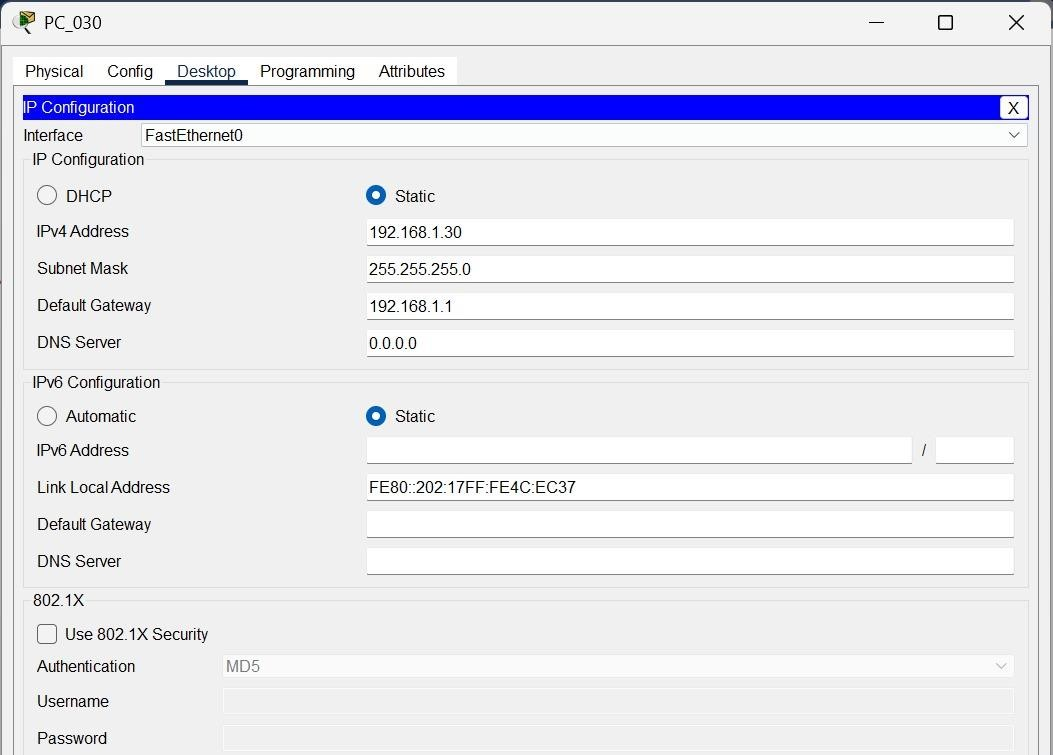 PC_030
Physical Config Desktop Programming Attributes
IP Configuration X
Interface FastEthernet0
IP Configuration
DHCP Static
IPv4 Address 192.168.1.30
Subnet Mask 255.255.255.0
Default Gateway 192.168.1.1
DNS Server 0.0.0.0
IPv6 Configuration
Automatic Static
IPv6 Address /
Link Local Address FE80::202:17FF:FE4C:EC37
Default Gateway
DNS Server
802.1X
Use 802.1X Security
Authentication MD5
Username
Password